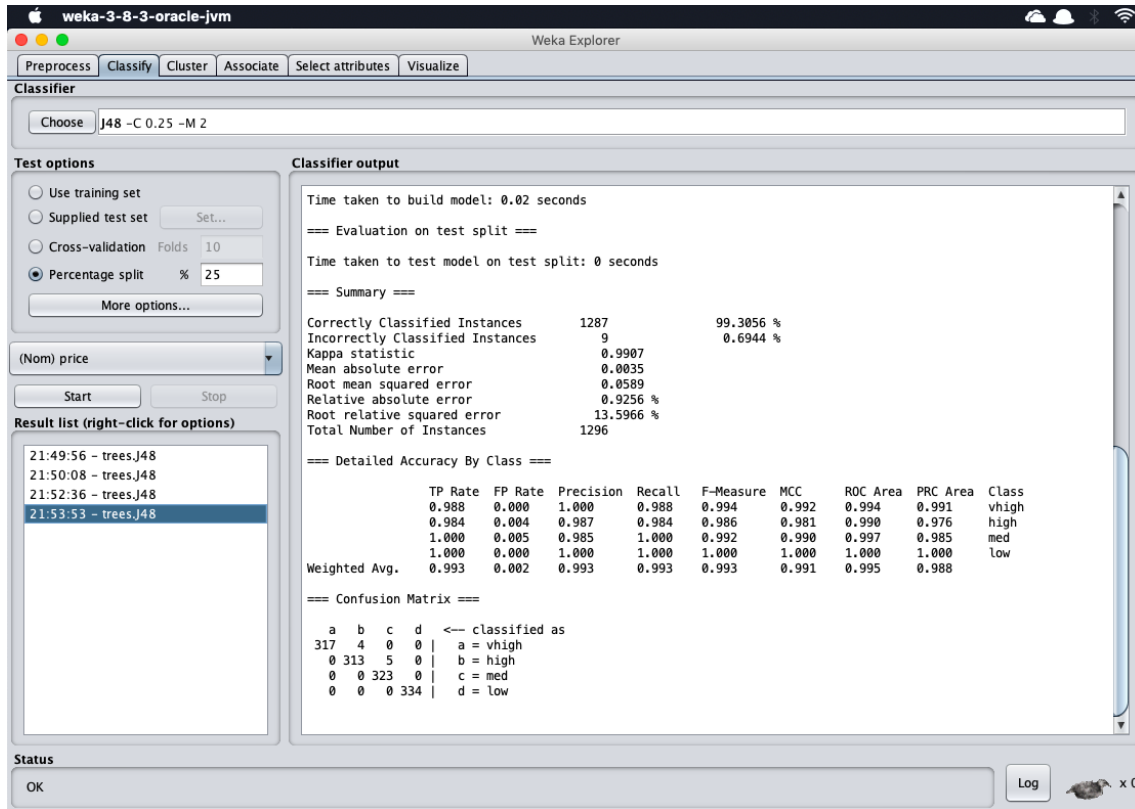 weka-3-8-3-oracle-jvm
Weka Explorer
Preprocess Classify Cluster Associate Select attributes Visualize
Classifier
Choose J48 -C 0.25 -M 2
Test options
Use training set
Supplied test set Set...
Cross-validation Folds 10
Percentage split % 25
More options...
(Nom) price
Start Stop
Result list (right-click for options)
21:49:56 - trees.J48
21:50:08 - trees.J48
21:52:36 - trees.J48
21:53:53 - trees.J48
Classifier output
Time taken to build model: 0.02 seconds
=== Evaluation on test split ===
Time taken to test model on test split: 0 seconds
=== Summary ===
Correctly Classified Instances 1287 99.3056 %
Incorrectly Classified Instances 9 0.6944 %
Kappa statistic 0.9907
Mean absolute error 0.0035
Root mean squared error 0.0589
Relative absolute error 0.9256 %
Root relative squared error 13.5966 %
Total Number of Instances 1296
=== Detailed Accuracy By Class ===
TP Rate FP Rate Precision Recall F-Measure MCC ROC Area PRC Area Class
0.988 0.000 1.000 0.988 0.994 0.992 0.994 0.991 vhigh
0.984 0.004 0.987 0.984 0.986 0.981 0.990 0.976 high
1.000 0.005 0.985 1.000 0.992 0.990 0.997 0.985 med
1.000 0.000 1.000 1.000 1.000 1.000 1.000 1.000 low
Weighted Avg. 0.993 0.002 0.993 0.993 0.993 0.991 0.995 0.988
=== Confusion Matrix ===
a b c d <-- classified as
317 4 0 0 | a = vhigh
0 313 5 0 | b = high
0 0 323 0 | c = med
0 0 0 334 | d = low
Status
OK
Log x 0